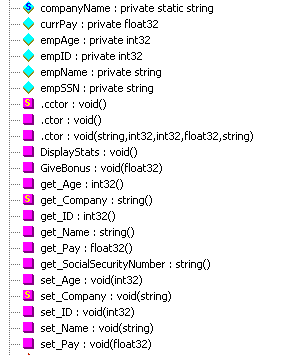 companyName : private static string
currPay : private float32
empAge : private int32
empID : private int32
empName : private string
empSSN : private string
.cctor : void()
.ctor : void()
.ctor : void(string,int32,int32,float32,string)
DisplayStats : void()
GiveBonus : void(float32)
get_Age : int32()
get_Company : string()
get_ID : int32()
get_Name : string()
get_Pay : float32()
get_SocialSecurityNumber : string()
set_Age : void(int32)
set_Company : void(string)
set_ID : void(int32)
set_Name : void(string)
set_Pay : void(float32)